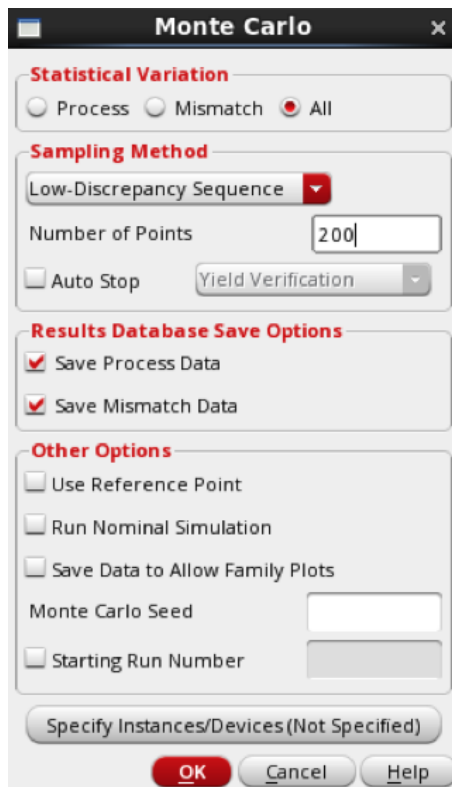 Monte Carlo
Statistical Variation
Process Mismatch All
Sampling Method
Low-Discrepancy Sequence
Number of Points 200
Auto Stop Yield Verification
Results Database Save Options
Save Process Data
Save Mismatch Data
Other Options
Use Reference Point
Run Nominal Simulation
Save Data to Allow Family Plots
Monte Carlo Seed
Starting Run Number
Specify Instances/Devices (Not Specified)
OK Cancel Help